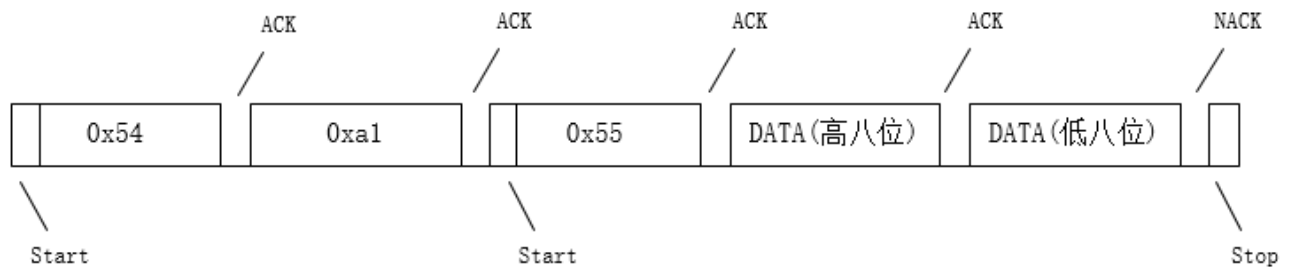 ACK ACK ACK ACK NACK
0x54 0xa1 0x55 DATA(高八位) DATA(低八位)
Start Start Stop